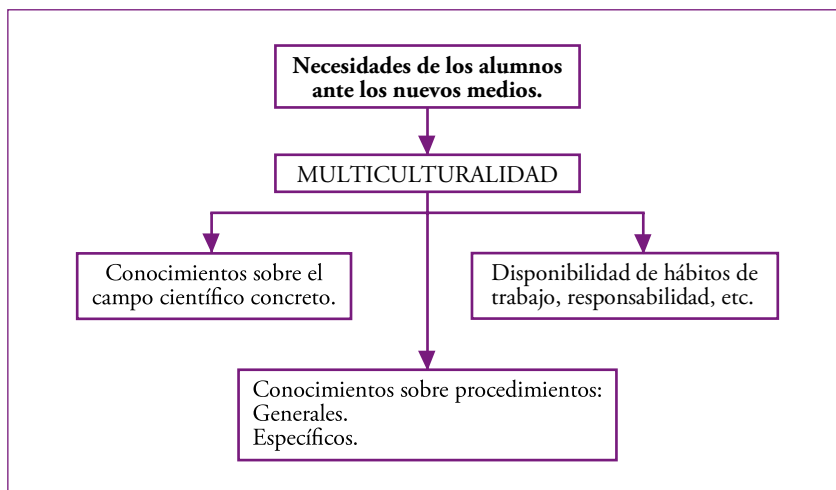 Necesidades de los alumnos
ante los nuevos medios.
MULTICULTURALIDAD
Conocimientos sobre el
campo científico concreto.
Disponibilidad de hábitos de
trabajo, responsabilidad, etc.
Conocimientos sobre procedimientos:
Generales.
Específicos.